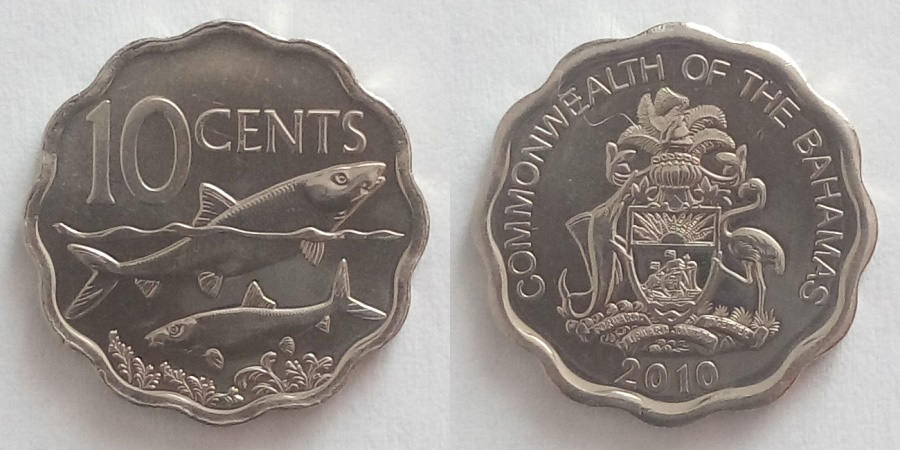 10 CENTS
COMMONWEALTH OF THE BAHAMAS
2010